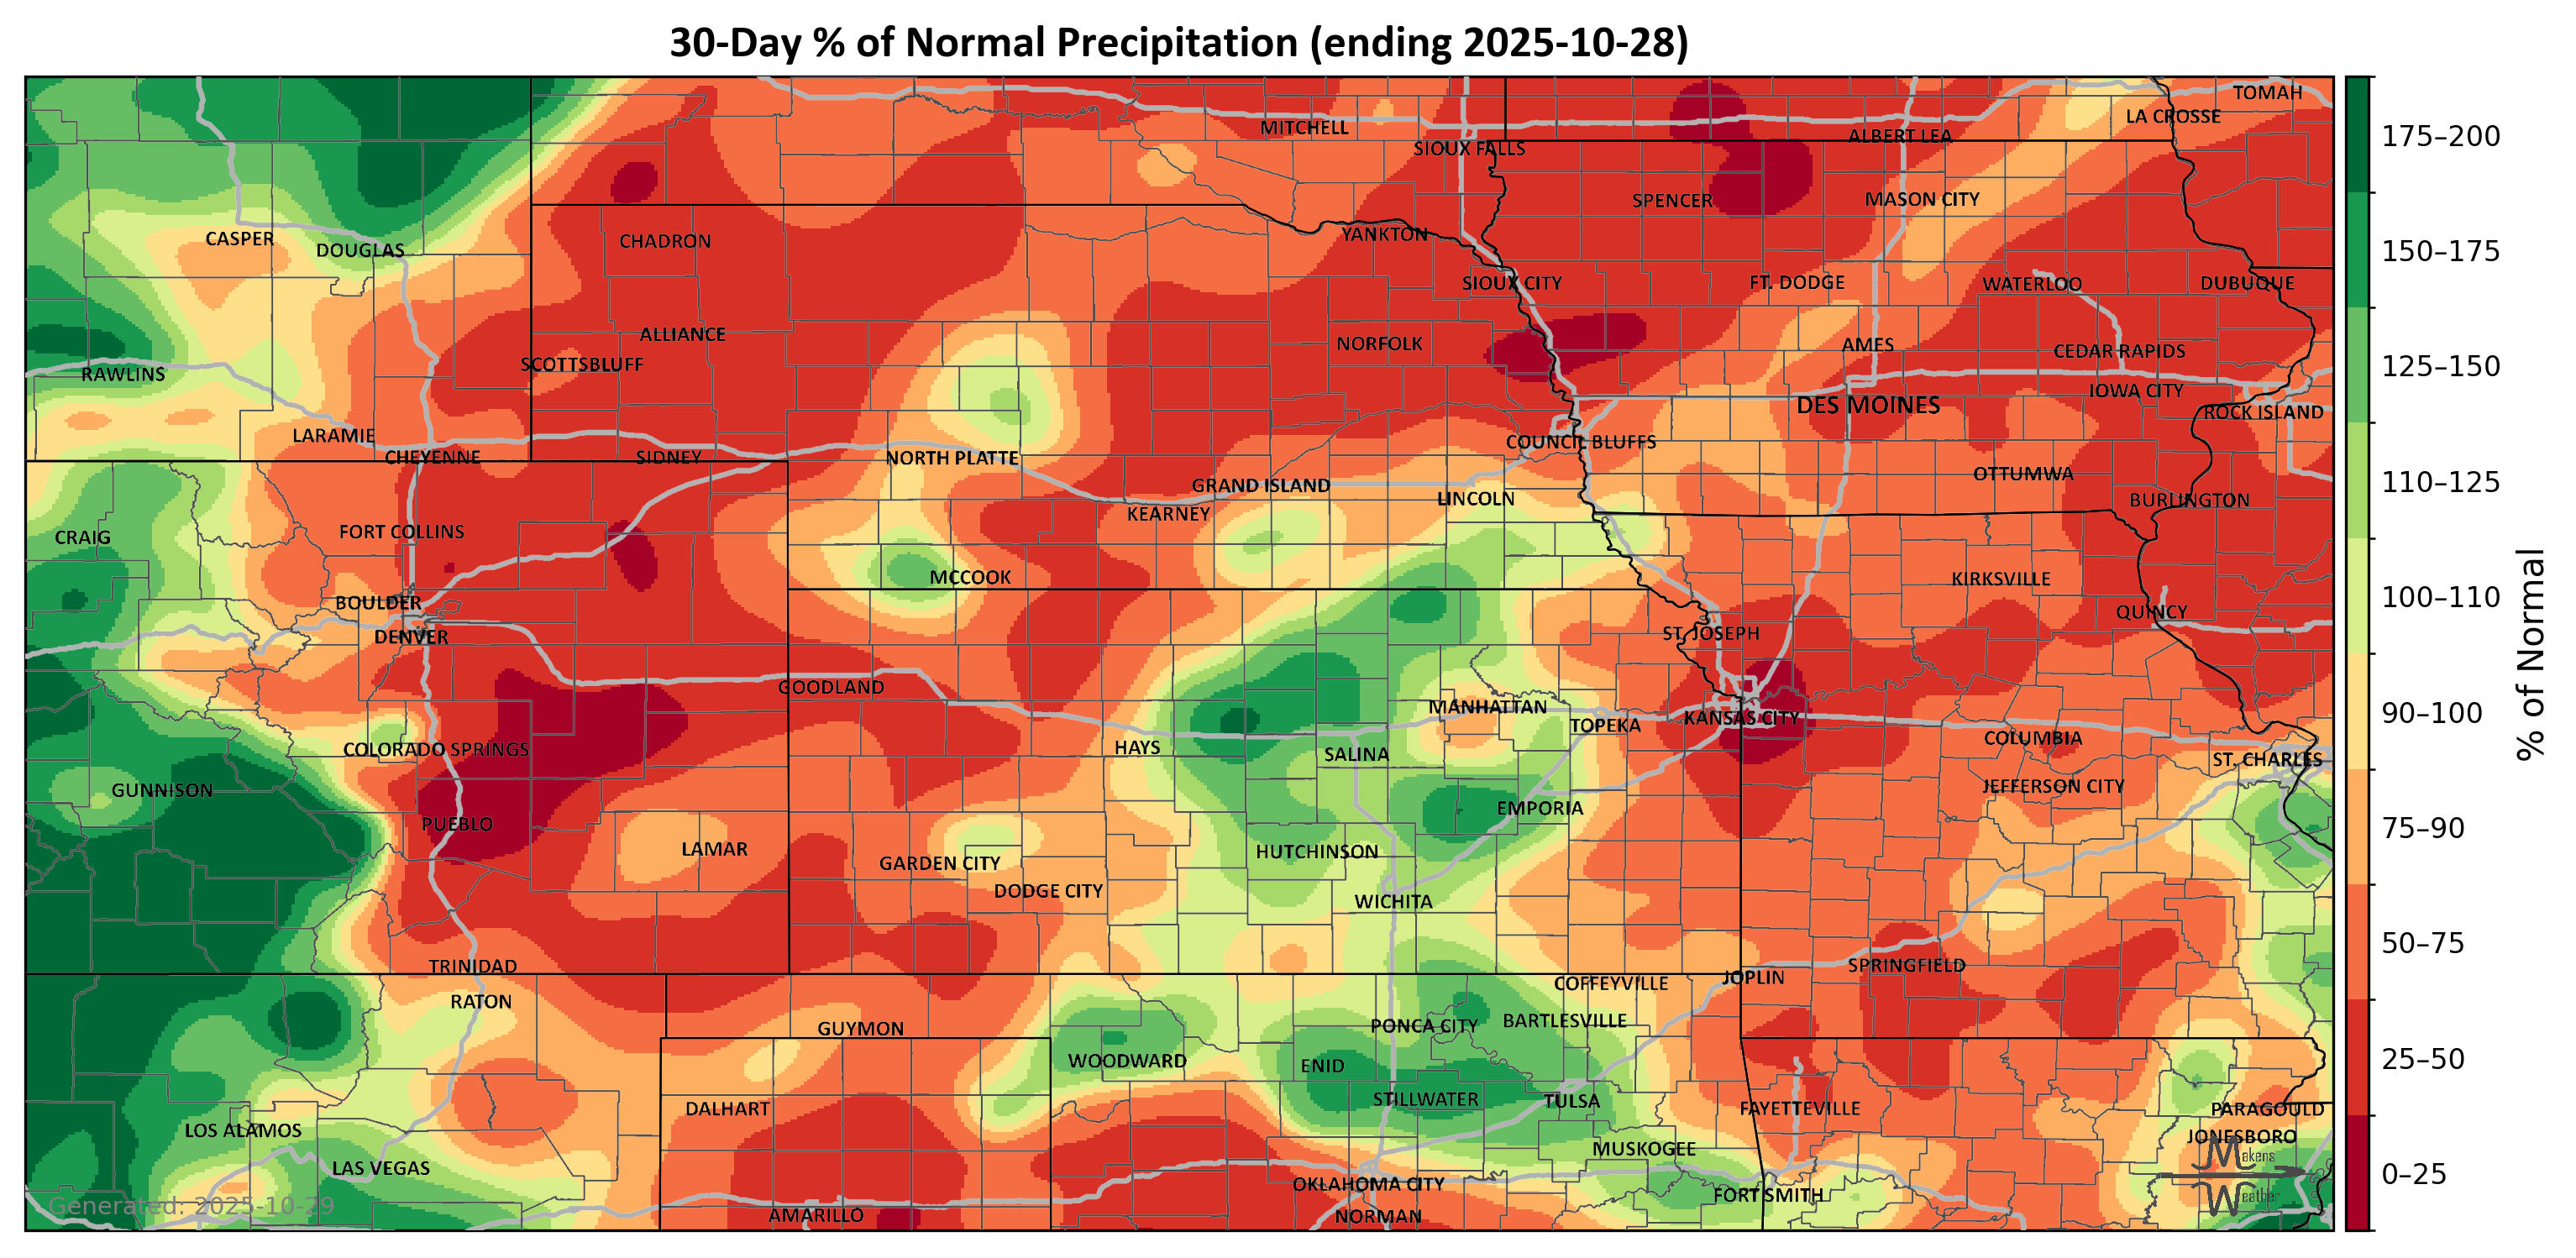 30-Day % of Normal Precipitation (ending 2025-10-28)
TOMAH
LA CROSSE
MITCHELL
ALBERT LEA
SIOUX FALLS
SPENCER
MASON CITY
CASPER
DOUGLAS
CHADRON
YANKTON
SIOUX CITY
FT. DODGE
WATERLOO
DUBUQUE
ALLIANCE
NORFOLK
AMES
CEDAR RAPIDS
SCOTTSBLUFF
RAWLINS
IOWA CITY
DES MOINES
ROCK ISLAND
LARAMIE
COUNCIL BLUFFS
CHEYENNE
SIDNEY
NORTH PLATTE
OTTUMWA
GRAND ISLAND
LINCOLN
BURLINGTON
KEARNEY
FORT COLLINS
CRAIG
MCCOOK
KIRKSVILLE
BOULDER
QUINCY
DENVER
ST. JOSEPH
GOODLAND
MANHATTAN
KANSAS CITY
TOPEKA
COLUMBIA
COLORADO SPRINGS
HAYS
SALINA
ST. CHARLES
GUNNISON
JEFFERSON CITY
EMPORIA
PUEBLO
LAMAR
HUTCHINSON
GARDEN CITY
DODGE CITY
WICHITA
TRINIDAD
SPRINGFIELD
JOPLIN
COFFEYVILLE
RATON
GUYMON
PONCA CITY
BARTLESVILLE
WOODWARD
ENID
STILLWATER
TULSA
DALHART
FAYETTEVILLE
PARAGOULD
LOS ALAMOS
JONESBORO
MUSKOGEE
LAS VEGAS
OKLAHOMA CITY
FORT SMITH
AMARILLO
NORMAN
Generated: 2025-10-29
Makens
Weather
175–200
150–175
125–150
110–125
100–110
90–100
75–90
50–75
25–50
0–25
% of Normal